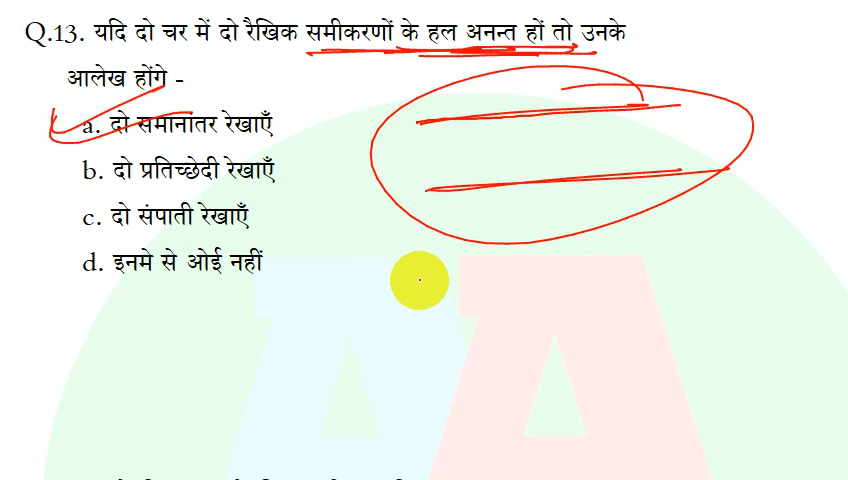 Q.13. यदि दो चर में दो रैखिक समीकरणों के हल अनन्त हों तो उनके
आलेख होंगे -
a. दो समानातर रेखाएँ
b. दो प्रतिच्छेदी रेखाएँ
c. दो संपाती रेखाएँ
d. इनमे से ओई नहीं